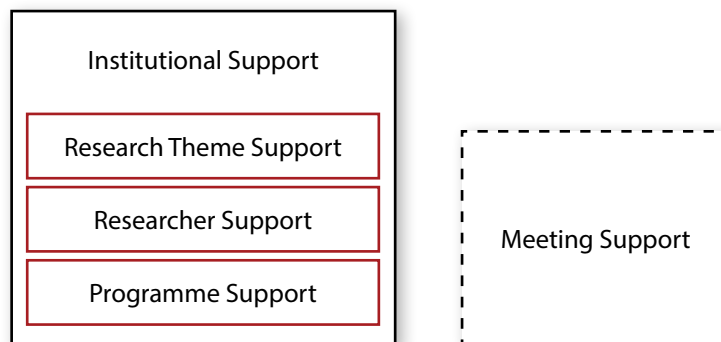 Institutional Support
Research Theme Support
Researcher Support
Programme Support
Meeting Support